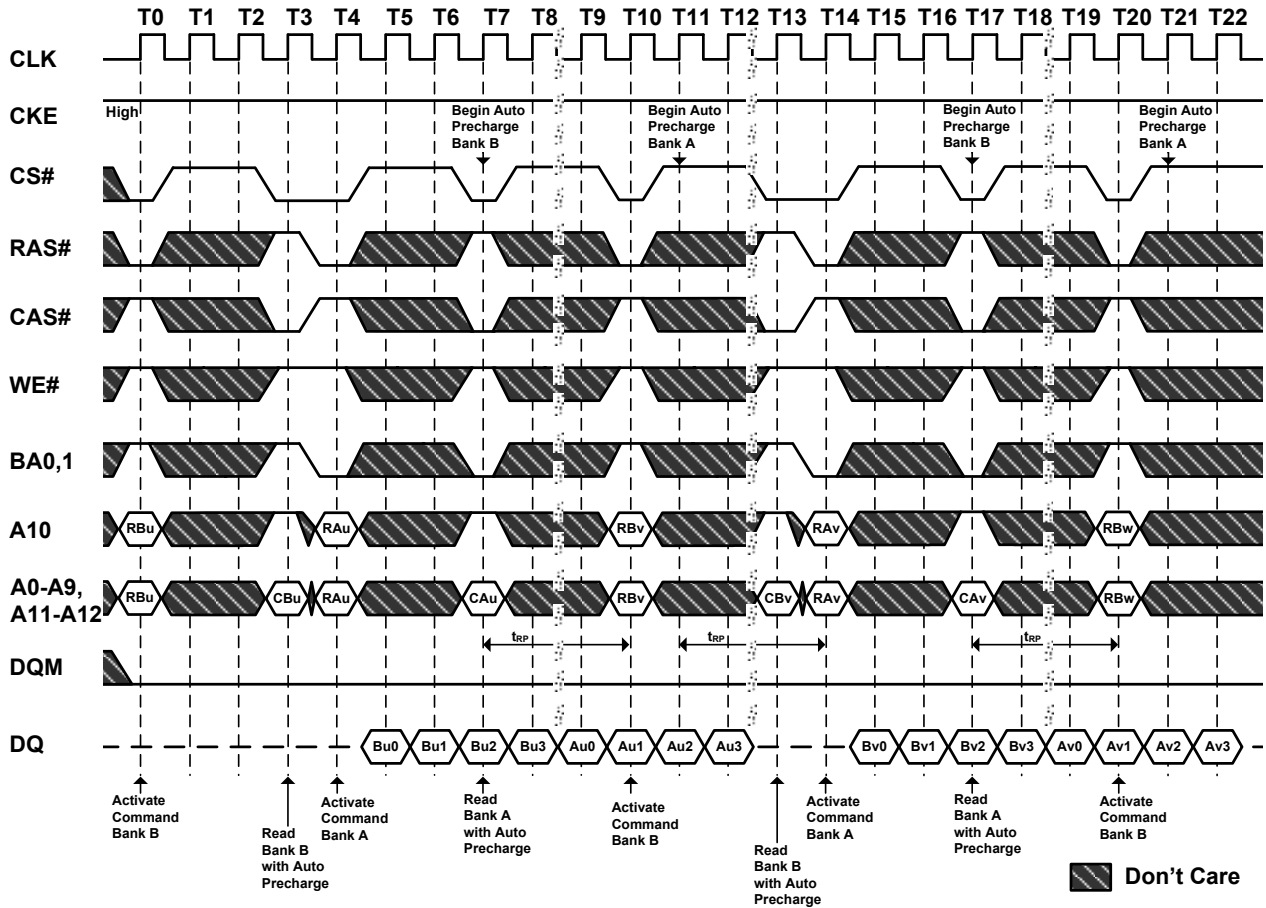 T0 T1 T2 T3 T4 T5 T6 T7 T8 T9 T10 T11 T12 T13 T14 T15 T16 T17 T18 T19 T20 T21 T22
CLK
CKE
High
Begin Auto
Precharge
Bank B
Begin Auto
Precharge
Bank A
Begin Auto
Precharge
Bank B
Begin Auto
Precharge
Bank A
CS#
RAS#
CAS#
WE#
BA0,1
A10
RBu RAu RBv RAv RBw
A0-A9,
A11-A12
RBu CBu RAu CAu RBv CBv RAv CAv RBw
tRP tRP tRP
DQM
DQ
Bu0 Bu1 Bu2 Bu3 Au0 Au1 Au2 Au3 Bv0 Bv1 Bv2 Bv3 Av0 Av1 Av2 Av3
Activate
Command
Bank B
Read
Bank B
with Auto
Precharge
Activate
Command
Bank A
Read
Bank A
with Auto
Precharge
Activate
Command
Bank B
Read
Bank B
with Auto
Precharge
Activate
Command
Bank A
Read
Bank A
with Auto
Precharge
Activate
Command
Bank B
Don't Care